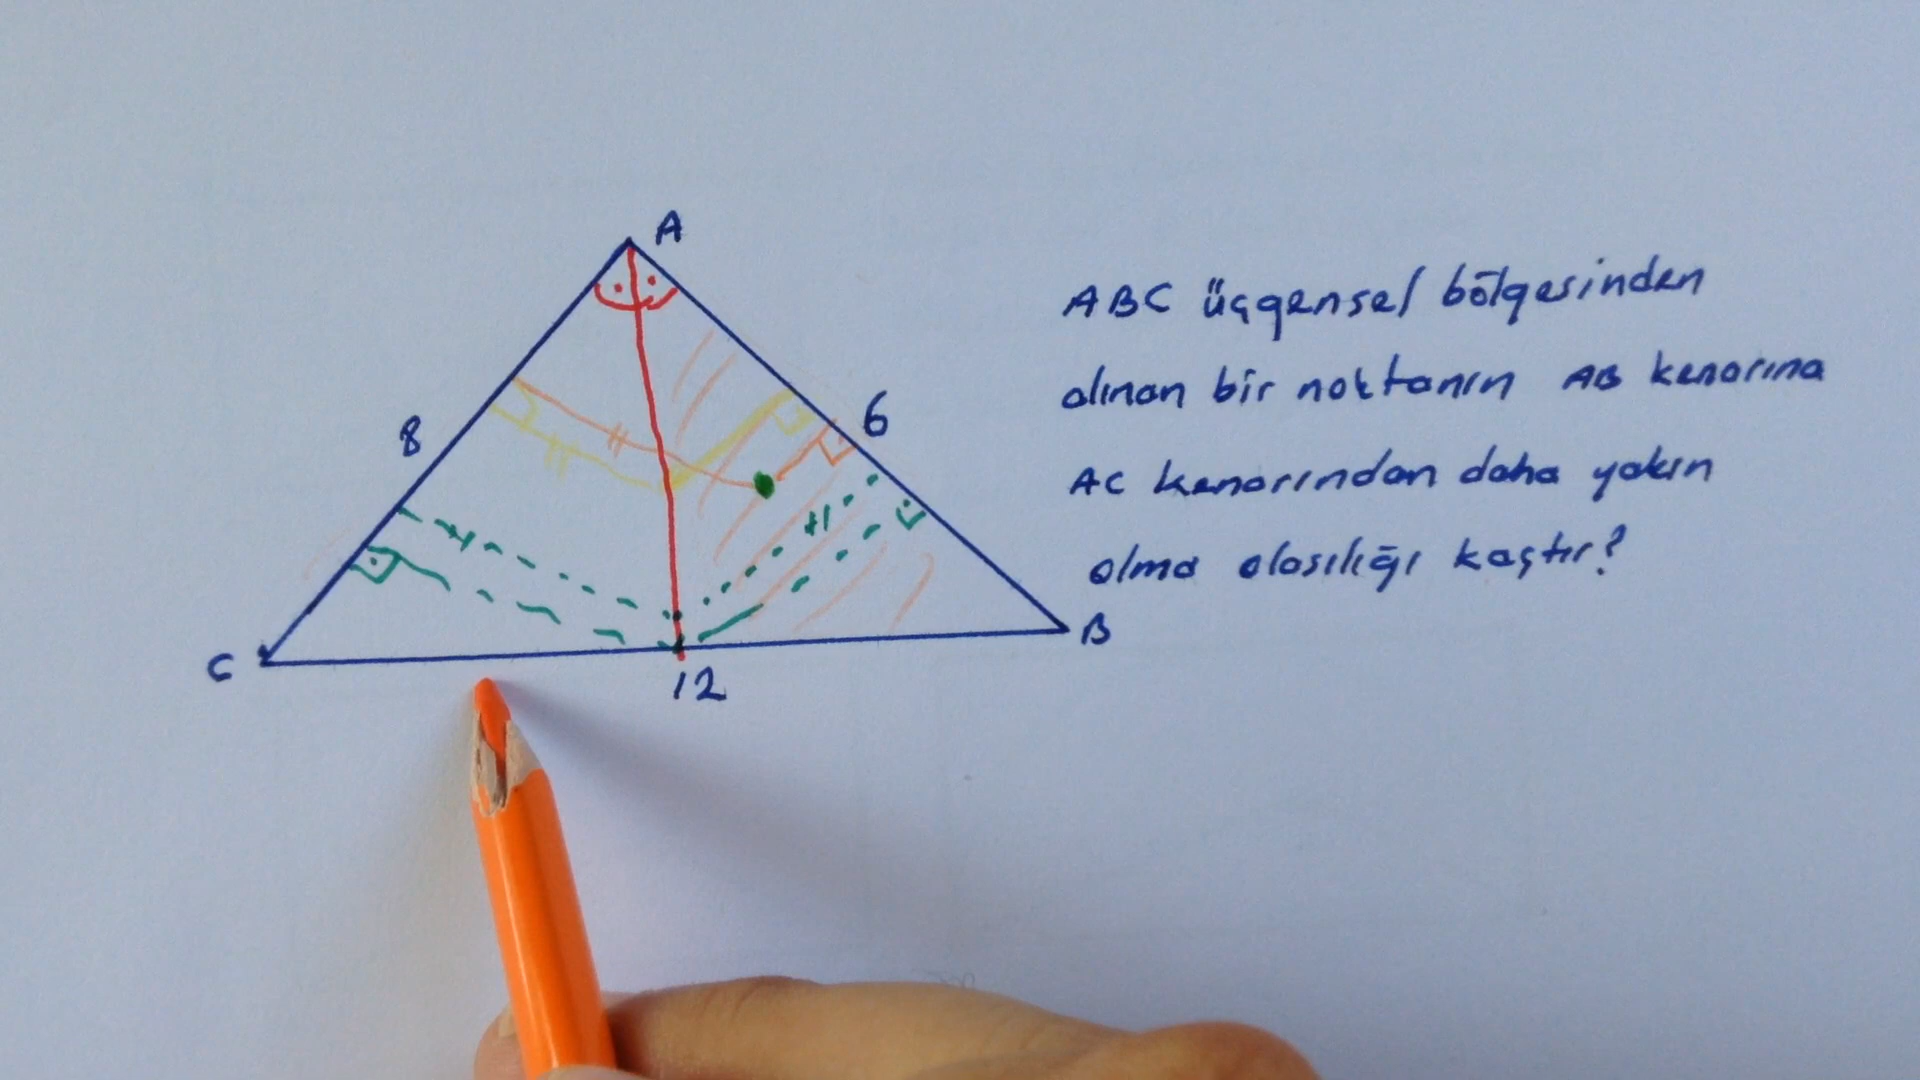 A
8
6
C
B
12
ABC üçgensel bölgesinden
alınan bir noktanın AB kenarına
AC kenarından daha yakın
olma olasılığı kaçtır?